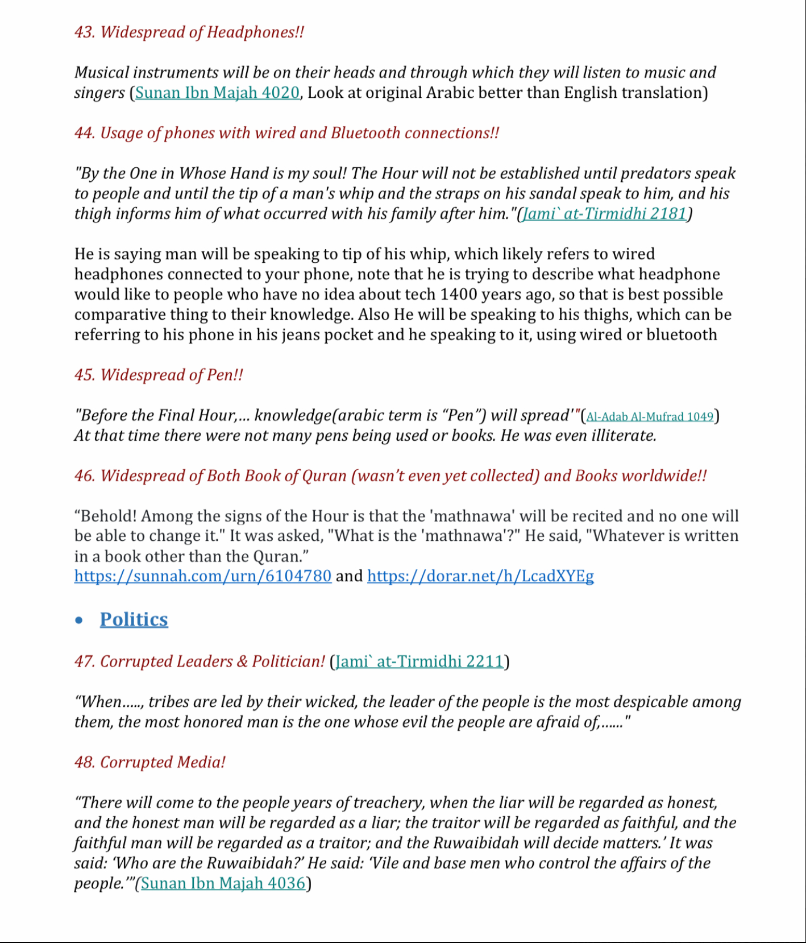 43. Widespread of Headphones!!
Musical instruments will be on their heads and through which they will listen to music and
singers (Sunan Ibn Majah 4020, Look at original Arabic better than English translation)
44. Usage of phones with wired and Bluetooth connections!!
"By the One in Whose Hand is my soul! The Hour will not be established until predators speak
to people and until the tip of a man's whip and the straps on his sandal speak to him, and his
thigh informs him of what occurred with his family after him."(Jami` at-Tirmidhi 2181)
He is saying man will be speaking to tip of his whip, which likely refers to wired
headphones connected to your phone, note that he is trying to describe what headphone
would like to people who have no idea about tech 1400 years ago, so that is best possible
comparative thing to their knowledge. Also He will be speaking to his thighs, which can be
referring to his phone in his jeans pocket and he speaking to it, using wired or bluetooth
45. Widespread of Pen!!
"Before the Final Hour,... knowledge(arabic term is “Pen”) will spread'"(Al-Adab Al-Mufrad 1049)
At that time there were not many pens being used or books. He was even illiterate.
46. Widespread of Both Book of Quran (wasn’t even yet collected) and Books worldwide!!
“Behold! Among the signs of the Hour is that the 'mathnawa' will be recited and no one will
be able to change it." It was asked, "What is the 'mathnawa'?" He said, "Whatever is written
in a book other than the Quran.”
https://sunnah.com/urn/6104780 and https://dorar.net/h/LcadXYEg
• Politics
47. Corrupted Leaders & Politician! (Jami` at-Tirmidhi 2211)
“When....., tribes are led by their wicked, the leader of the people is the most despicable among
them, the most honored man is the one whose evil the people are afraid of,......"
48. Corrupted Media!
“There will come to the people years of treachery, when the liar will be regarded as honest,
and the honest man will be regarded as a liar; the traitor will be regarded as faithful, and the
faithful man will be regarded as a traitor; and the Ruwaibidah will decide matters.’ It was
said: ‘Who are the Ruwaibidah?’ He said: ‘Vile and base men who control the affairs of the
people.’”(Sunan Ibn Majah 4036)